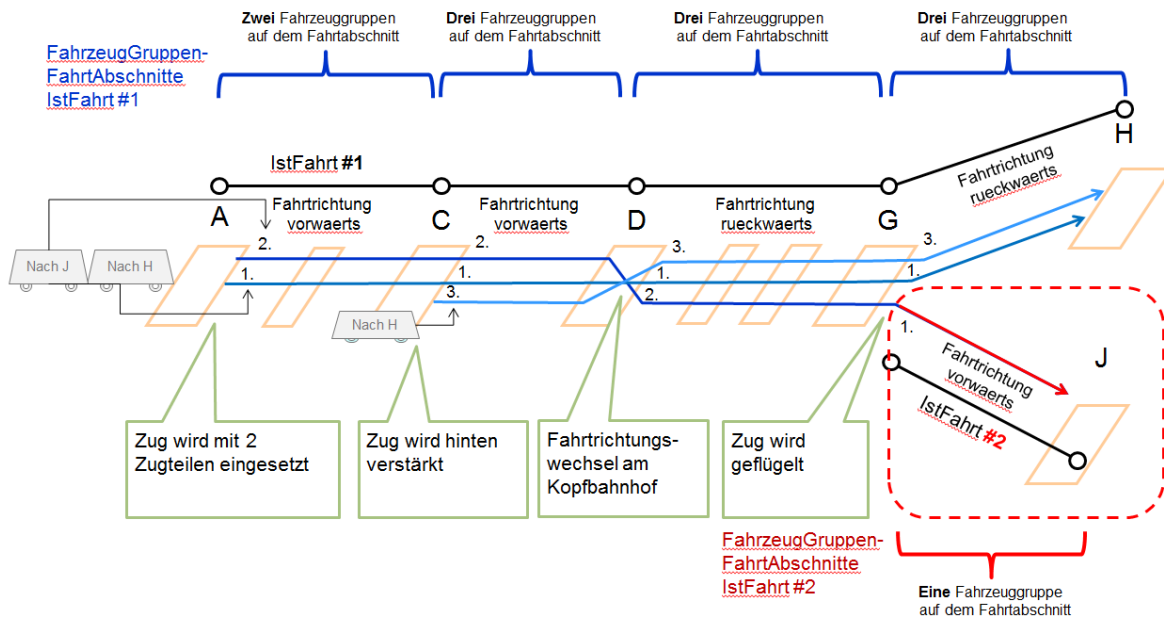 Zwei Fahrzeuggruppen
auf dem Fahrtabschnitt
Drei Fahrzeuggruppen
auf dem Fahrtabschnitt
Drei Fahrzeuggruppen
auf dem Fahrtabschnitt
Drei Fahrzeuggruppen
auf dem Fahrtabschnitt
FahrzeugGruppen-
FahrtAbschnitte
IstFahrt #1
H
IstFahrt #1
A
C
D
G
Fahrtrichtung
vorwaerts
Fahrtrichtung
vorwaerts
Fahrtrichtung
rueckwaerts
Fahrtrichtung
rueckwaerts
Nach J
Nach H
2.
1.
2.
1.
3.
Nach H
3.
1.
2.
3.
1.
1.
Fahrtrichtung
vorwaerts
J
IstFahrt #2
Zug wird mit 2
Zugteilen eingesetzt
Zug wird hinten
verstärkt
Fahrtrichtungs-
wechsel am
Kopfbahnhof
Zug wird
geflügelt
FahrzeugGruppen-
FahrtAbschnitte
IstFahrt #2
Eine Fahrzeuggruppe
auf dem Fahrtabschnitt